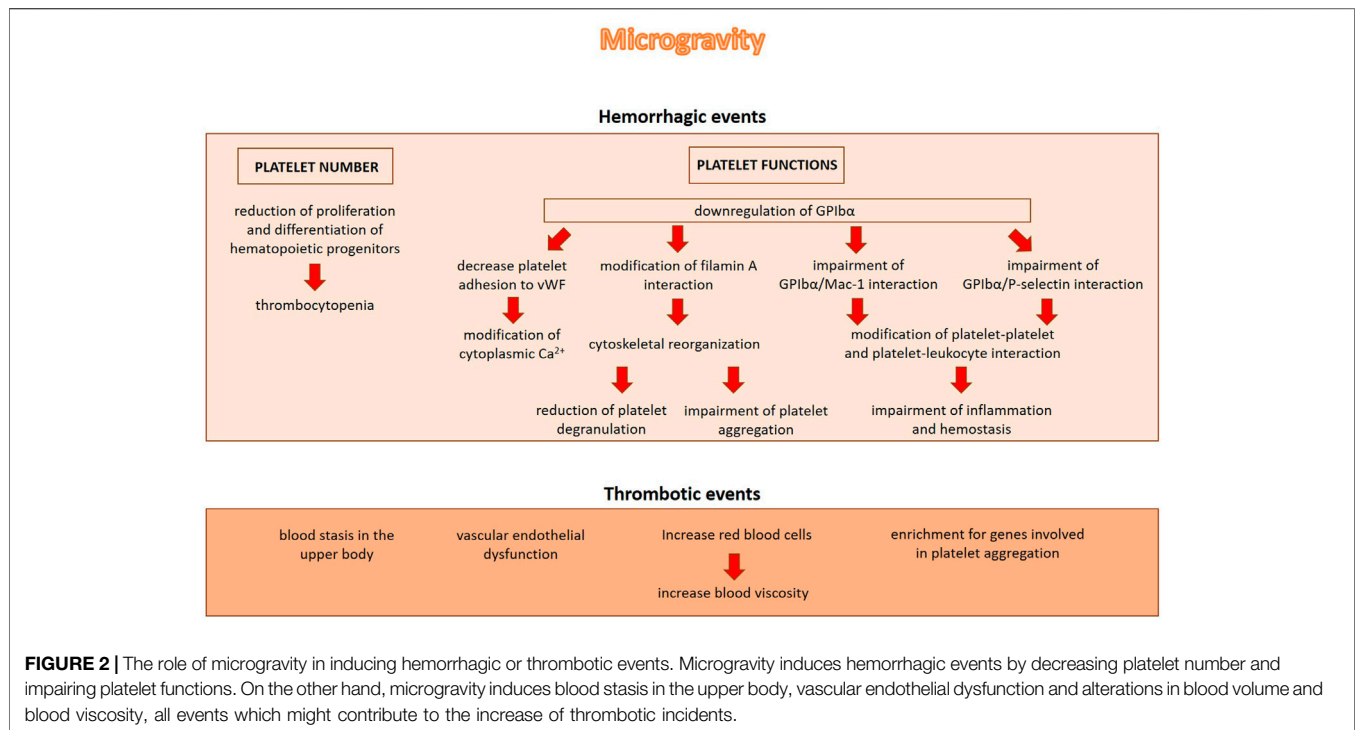 Microgravity
Hemorrhagic events
PLATELET NUMBER
reduction of proliferation
and differentiation of
hematopoietic progenitors
thrombocytopenia
PLATELET FUNCTIONS
downregulation of GPIbα
decrease platelet
adhesion to vWF
modification of
cytoplasmic Ca²⁺
modification of filamin A
interaction
cytoskeletal reorganization
reduction of platelet
degranulation
impairment of platelet
aggregation
impairment of
GPIbα/Mac-1 interaction
impairment of
GPIbα/P-selectin interaction
modification of platelet-platelet
and platelet-leukocyte interaction
impairment of inflammation
and hemostasis
Thrombotic events
blood stasis in the
upper body
vascular endothelial
dysfunction
Increase red blood cells
increase blood viscosity
enrichment for genes involved
in platelet aggregation
FIGURE 2 | The role of microgravity in inducing hemorrhagic or thrombotic events. Microgravity induces hemorrhagic events by decreasing platelet number and
impairing platelet functions. On the other hand, microgravity induces blood stasis in the upper body, vascular endothelial dysfunction and alterations in blood volume and
blood viscosity, all events which might contribute to the increase of thrombotic incidents.